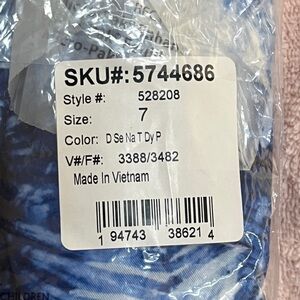 SKU#: 5744686
Style #: 528208
Size: 7
Color: D Se Na T Dy P
V#/F#: 3388/3482
Made In Vietnam
1 94743 38621 4
CHILDREN